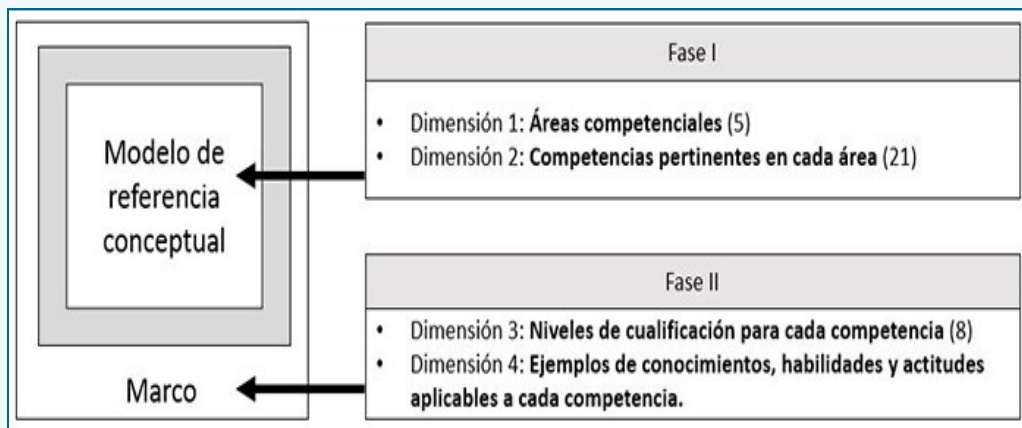 Modelo de
referencia
conceptual
Marco
Fase I
• Dimensión 1: Áreas competenciales (5)
• Dimensión 2: Competencias pertinentes en cada área (21)
Fase II
• Dimensión 3: Niveles de cualificación para cada competencia (8)
• Dimensión 4: Ejemplos de conocimientos, habilidades y actitudes
aplicables a cada competencia.